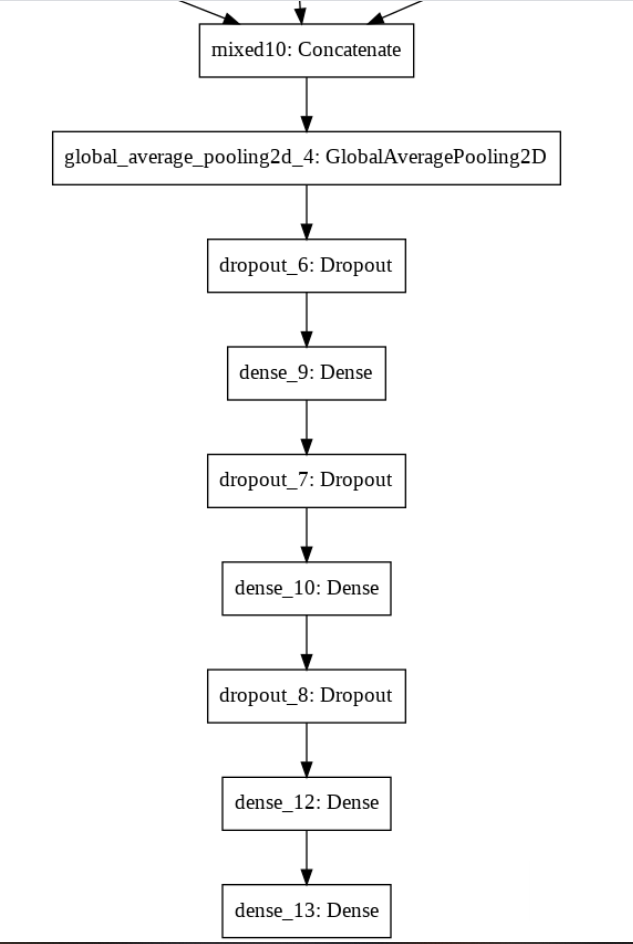 mixed10: Concatenate
global_average_pooling2d_4: GlobalAveragePooling2D
dropout_6: Dropout
dense_9: Dense
dropout_7: Dropout
dense_10: Dense
dropout_8: Dropout
dense_12: Dense
dense_13: Dense